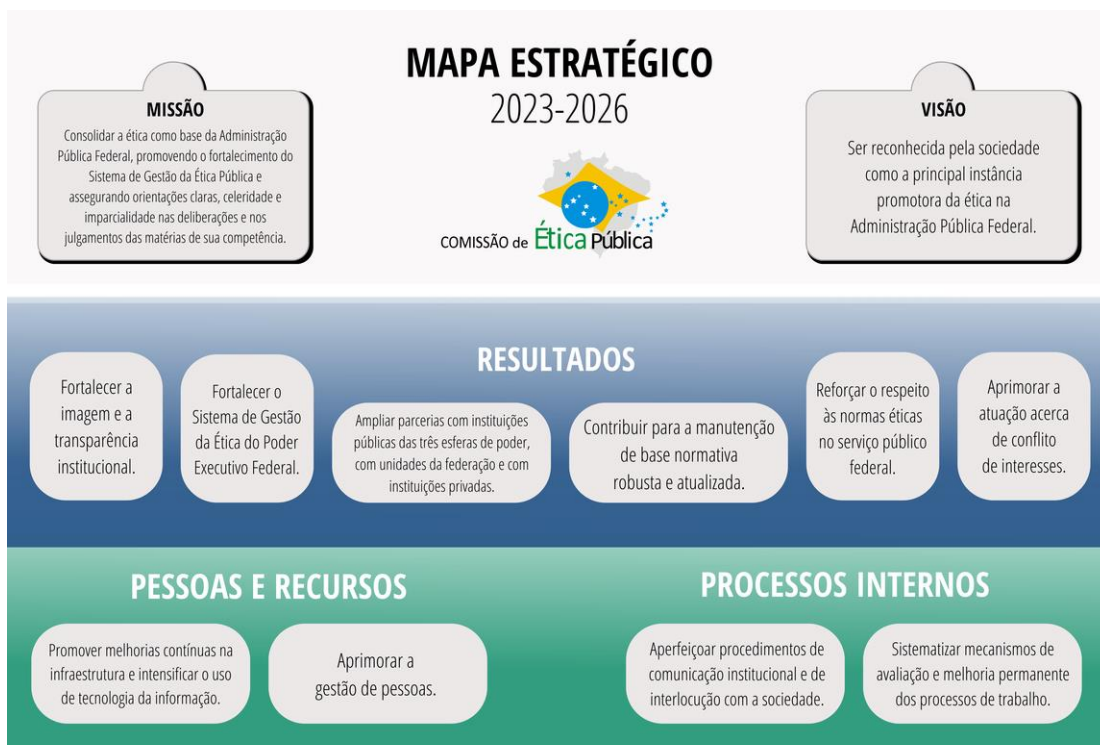 MAPA ESTRATÉGICO
2023-2026
MISSÃO
Consolidar a ética como base da Administração
Pública Federal, promovendo o fortalecimento do
Sistema de Gestão da Ética Pública e
assegurando orientações claras, celeridade e
imparcialidade nas deliberações e nos
julgamentos das matérias de sua competência.
COMISSÃO de Ética Pública
VISÃO
Ser reconhecida pela sociedade
como a principal instância
promotora da ética na
Administração Pública Federal.
RESULTADOS
Fortalecer a
imagem e a
transparência
institucional.
Fortalecer o
Sistema de Gestão
da Ética do Poder
Executivo Federal.
Ampliar parcerias com instituições
públicas das três esferas de poder,
com unidades da federação e com
instituições privadas.
Contribuir para a manutenção
de base normativa
robusta e atualizada.
Reforçar o respeito
às normas éticas
no serviço público
federal.
Aprimorar a
atuação acerca
de conflito
de interesses.
PESSOAS E RECURSOS
Promover melhorias contínuas na
infraestrutura e intensificar o uso
de tecnologia da informação.
Aprimorar a
gestão de pessoas.
PROCESSOS INTERNOS
Aperfeiçoar procedimentos de
comunicação institucional e de
interlocução com a sociedade.
Sistematizar mecanismos de
avaliação e melhoria permanente
dos processos de trabalho.